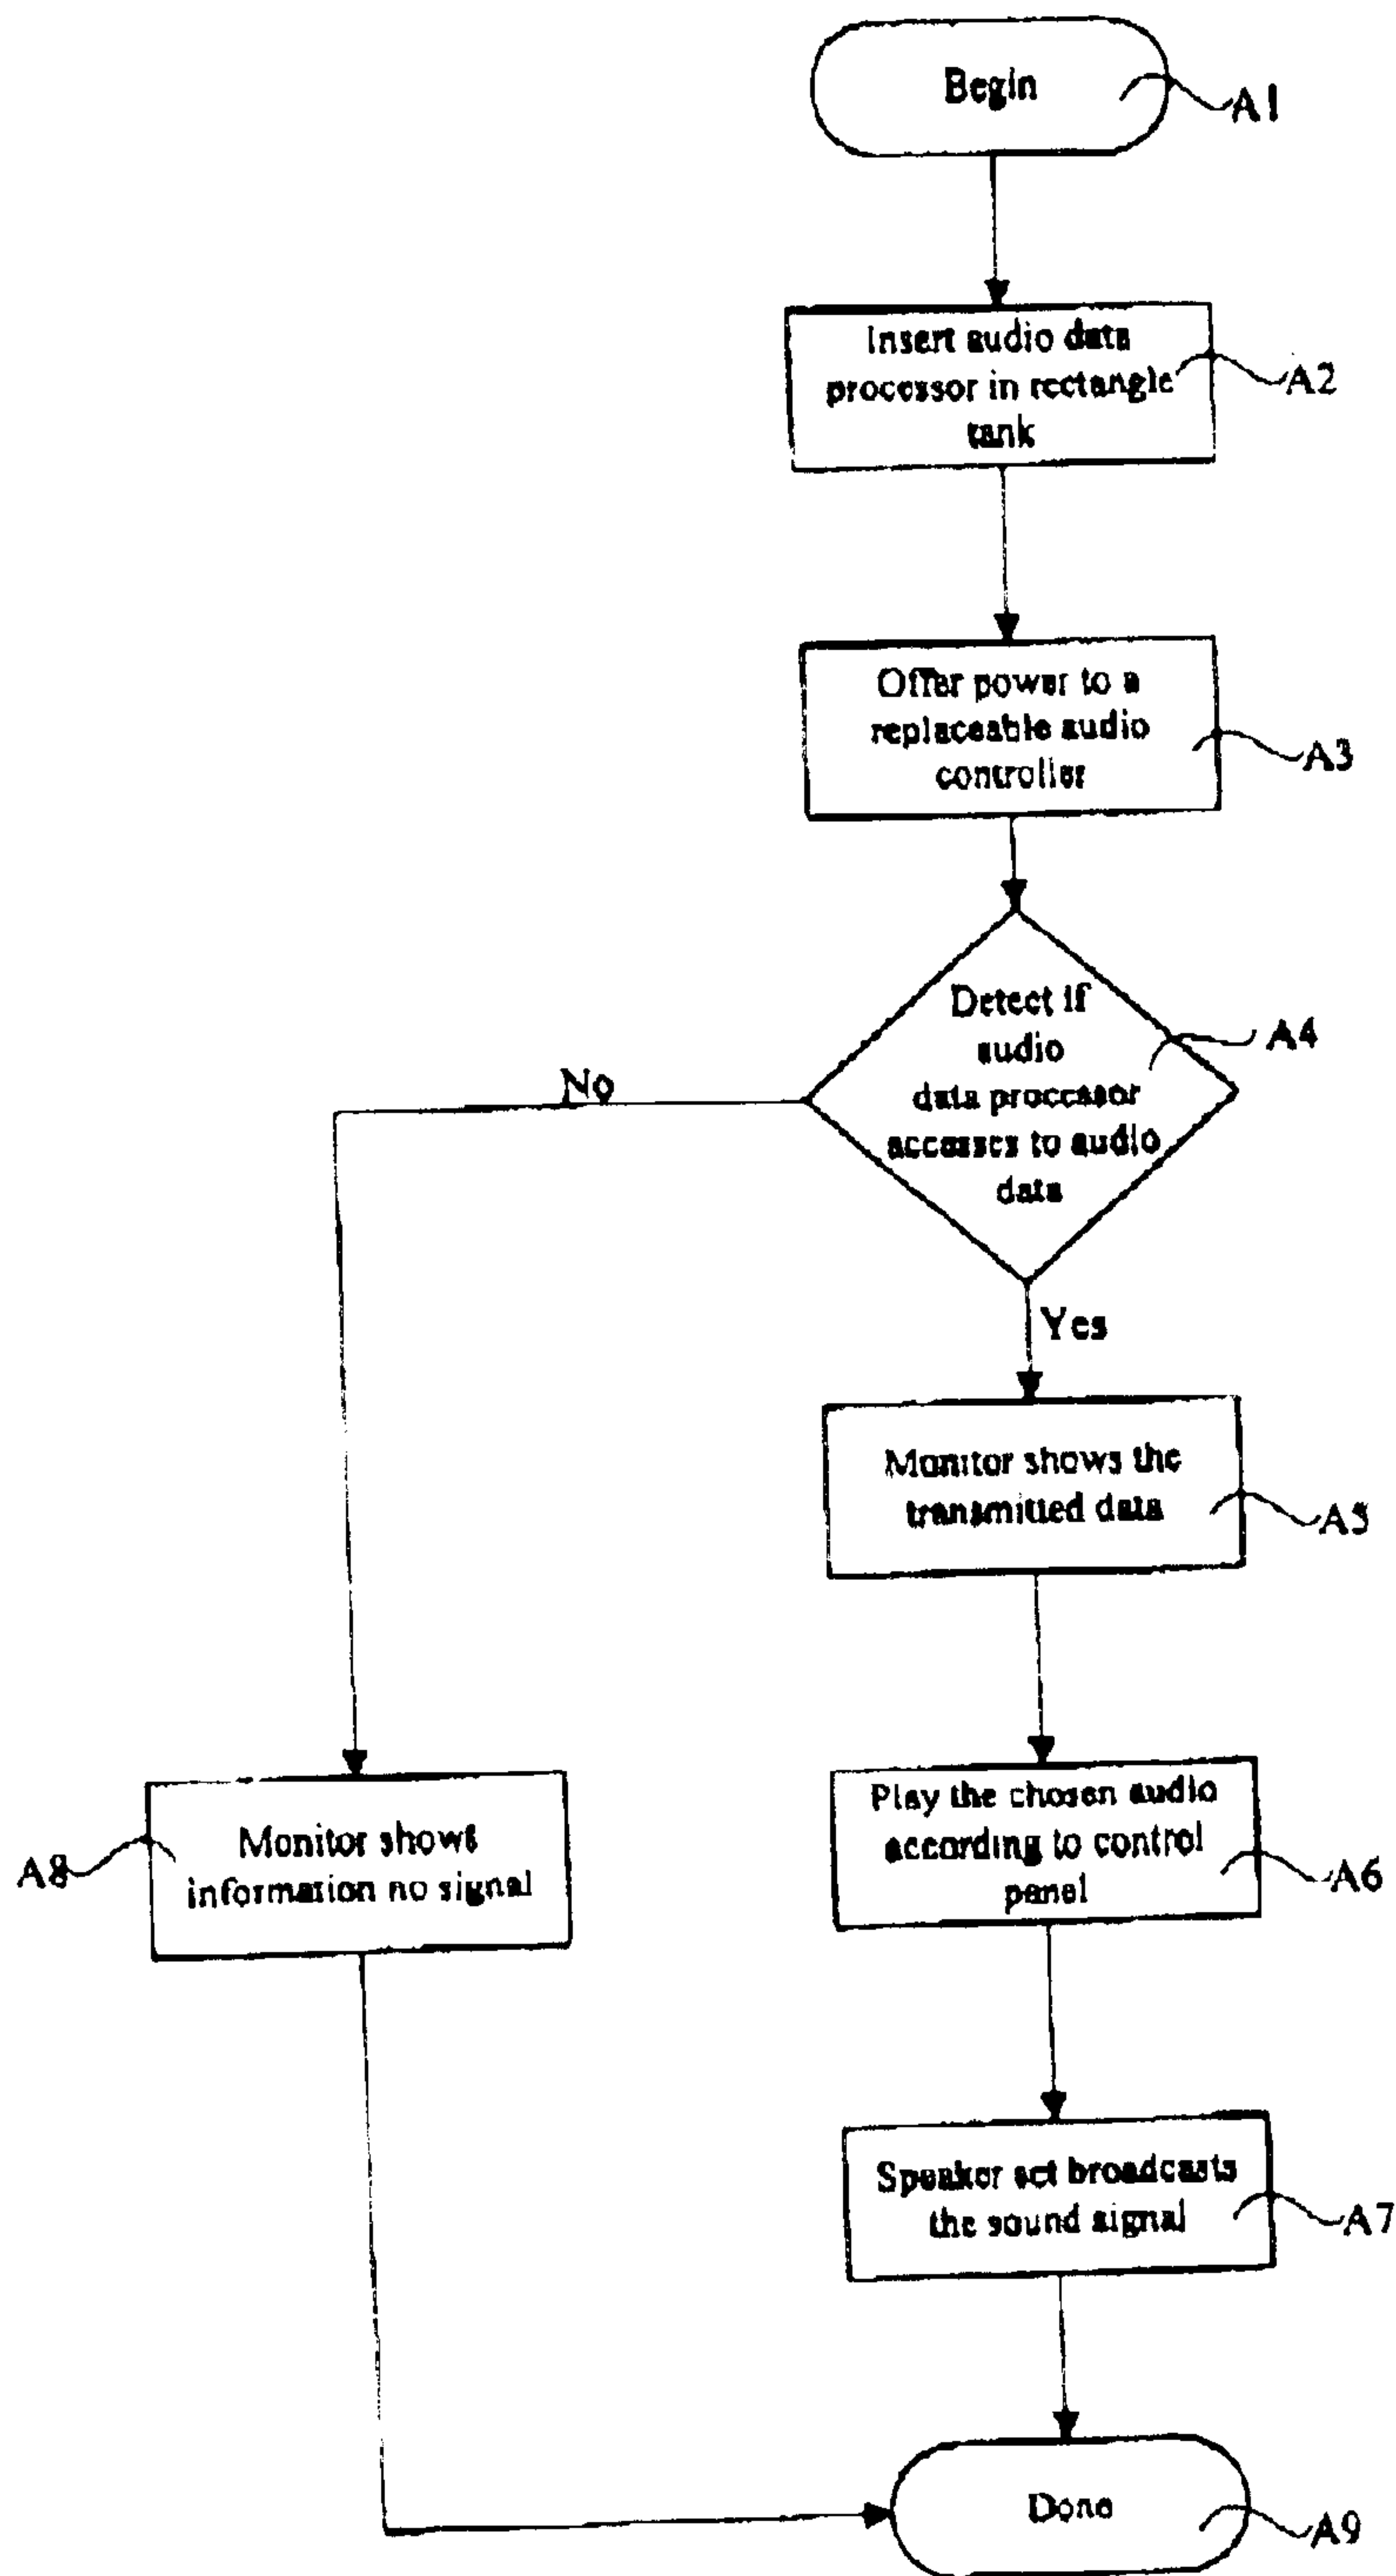 Begin
A1
Insert audio data
processor in rectangle
tank
A2
Offer power to a
replaceable audio
controller
A3
Detect if
audio
data processor
accesses to audio
data
A4
No
Yes
Monitor shows the
transmitted data
A5
Play the chosen audio
according to control
panel
A6
Monitor shows
information no signal
A8
Speaker set broadcasts
the sound signal
A7
Done
A9